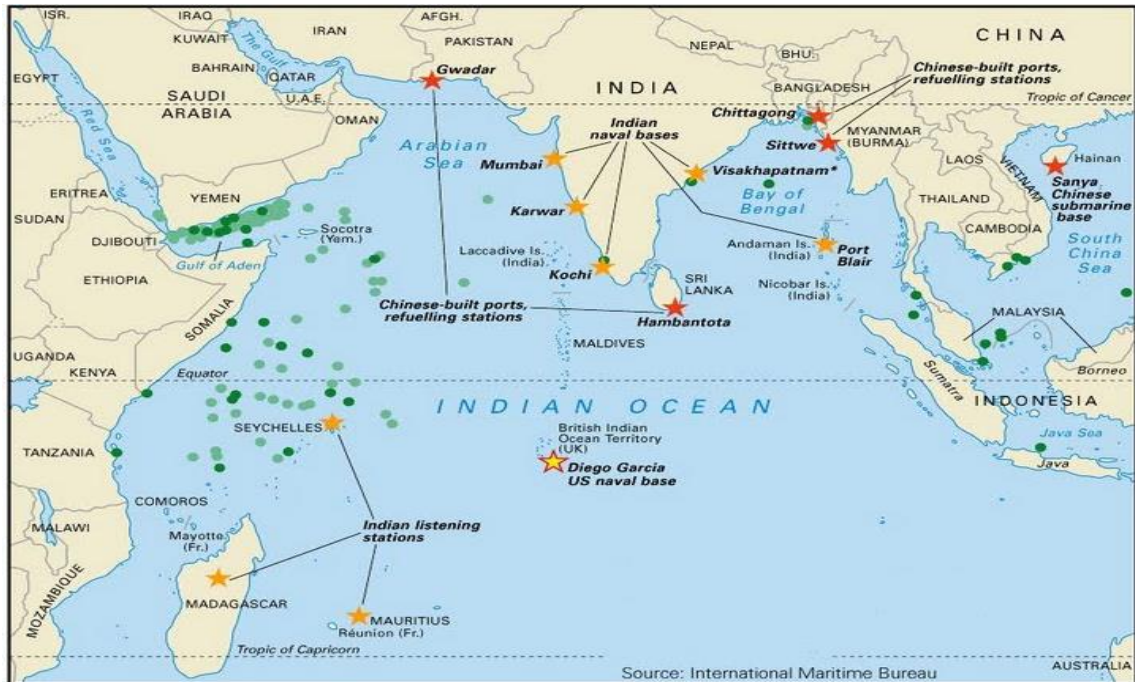 ISR.
IRAQ
IRAN
AFGH.
KUWAIT
The Gulf
PAKISTAN
NEPAL
BHU.
CHINA
EGYPT
BAHRAIN
QATAR
Gwadar
INDIA
BANGLADESH
Chinese-built ports,
refuelling stations
SAUDI
ARABIA
U.A.E.
OMAN
Tropic of Cancer
Red Sea
Arabian
Sea
Indian
naval bases
Chittagong
Sittwe
MYANMAR
(BURMA)
LAOS
VIETNAM
Hainan
Mumbai
Visakhapatnam*
Sanya
Chinese
submarine
base
ERITREA
YEMEN
Bay of
Bengal
THAILAND
SUDAN
Karwar
CAMBODIA
DJIBOUTI
Socotra
(Yem.)
Laccadive Is.
(India)
Andaman Is.
(India)
Port
Blair
South
China
Sea
Gulf of Aden
ETHIOPIA
Kochi
SRI
LANKA
Nicobar Is.
(India)
SOMALIA
Chinese-built ports,
refuelling stations
Hambantota
MALAYSIA
MALDIVES
UGANDA
KENYA
Equator
Sumatra
Borneo
INDIAN OCEAN
INDONESIA
SEYCHELLES
British Indian
Ocean Territory
(UK)
Java Sea
TANZANIA
Diego Garcia
US naval base
Java
COMOROS
Indian listening
stations
MALAWI
Mayotte
(Fr.)
MOZAMBIQUE
MADAGASCAR
MAURITIUS
Réunion (Fr.)
Tropic of Capricorn
Source: International Maritime Bureau
AUSTRALIA